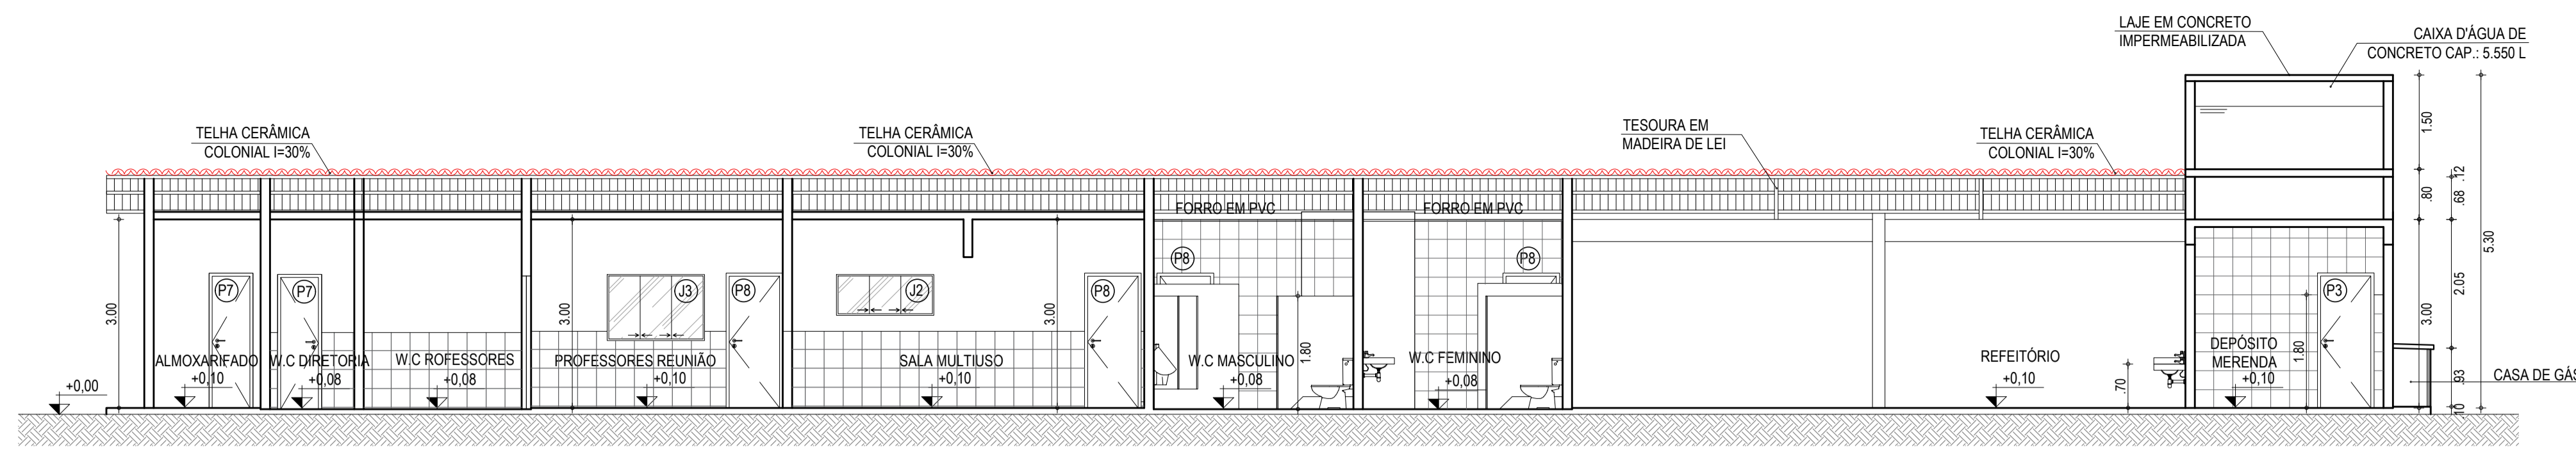 LAJE EM CONCRETO
IMPERMEABILIZADA
CAIXA D'ÁGUA DE
CONCRETO CAP.: 5.550 L
TELHA CERÂMICA
COLONIAL I=30%
TELHA CERÂMICA
COLONIAL I=30%
TESOURA EM
MADEIRA DE LEI
TELHA CERÂMICA
COLONIAL I=30%
1.50
.12
.80
.68
5.30
2.05
3.00
.93
10
FORRO EM PVC
FORRO EM PVC
P7
P7
J3
P8
J2
P8
P8
P8
P3
3.00
3.00
3.00
1.80
.70
1.80
+0,00
ALMOXARIFADO
+0,10
W.C DIRETORIA
+0,08
W.C ROFESSORES
+0,08
PROFESSORES REUNIÃO
+0,10
SALA MULTIUSO
+0,10
W.C MASCULINO
+0,08
W.C FEMININO
+0,08
REFEITÓRIO
+0,10
DEPÓSITO
MERENDA
+0,10
CASA DE GÁS